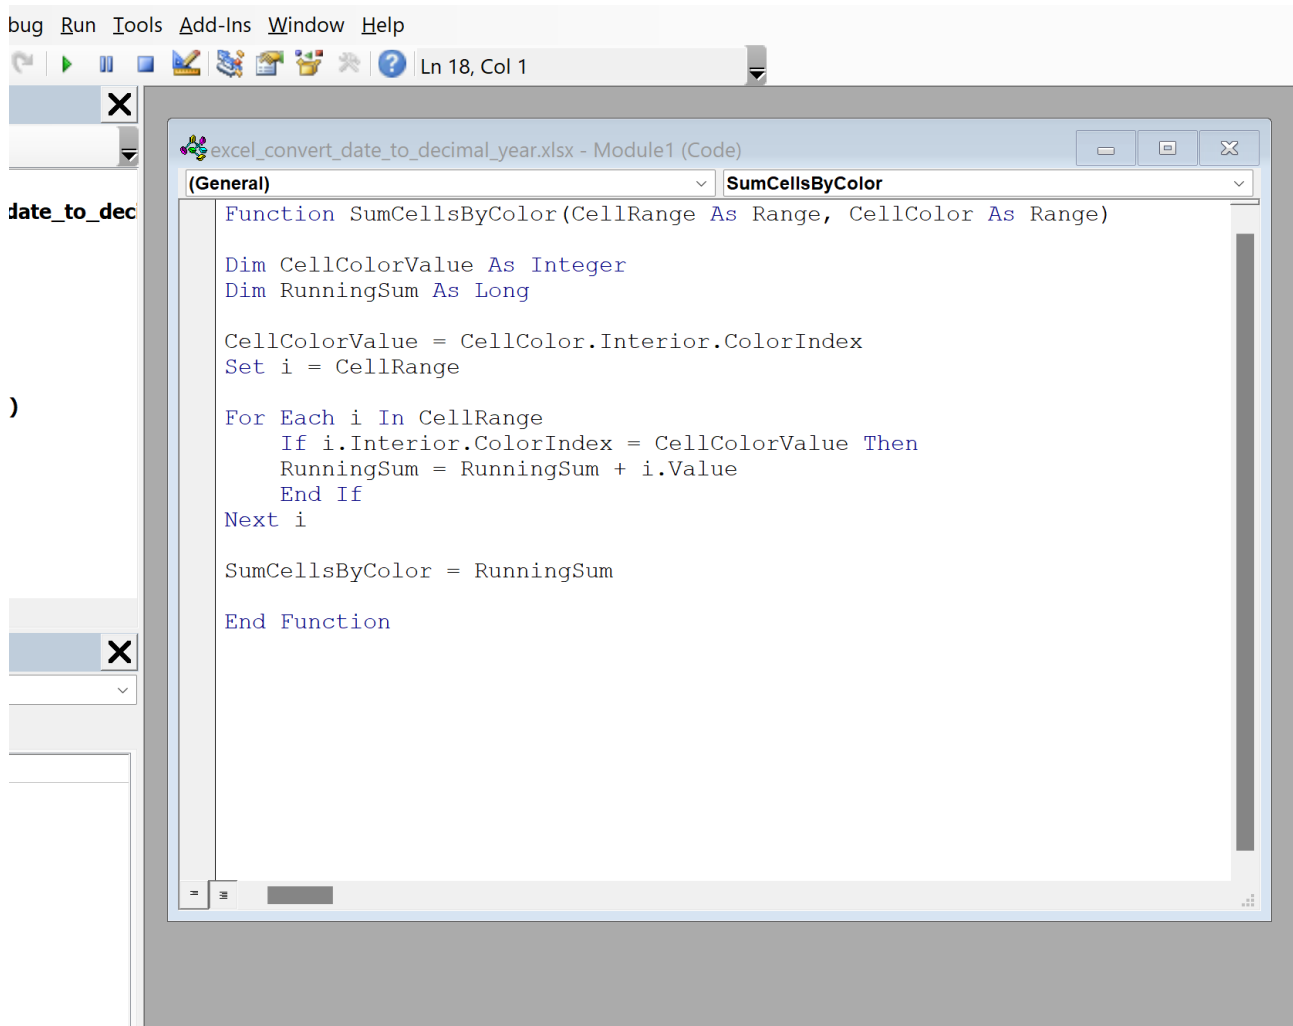 bug Run Tools Add-Ins Window Help
Ln 18, Col 1
excel_convert_date_to_decimal_year.xlsx - Module1 (Code)
(General) SumCellsByColor
date_to_deci
)
Function SumCellsByColor(CellRange As Range, CellColor As Range)
Dim CellColorValue As Integer
Dim RunningSum As Long
CellColorValue = CellColor.Interior.ColorIndex
Set i = CellRange
For Each i In CellRange
If i.Interior.ColorIndex = CellColorValue Then
RunningSum = RunningSum + i.Value
End If
Next i
SumCellsByColor = RunningSum
End Function